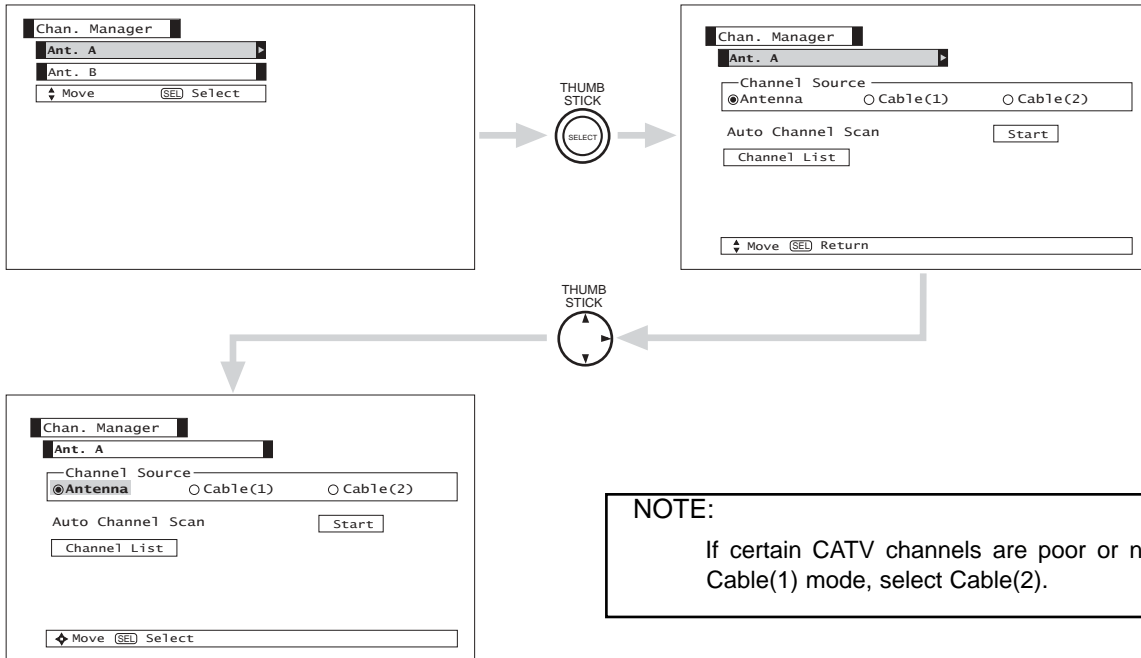 Chan. Manager
Ant. A
Ant. B
Move SEL Select
THUMB
STICK
SELECT
Chan. Manager
Ant. A
Channel Source
Antenna Cable(1) Cable(2)
Auto Channel Scan Start
Channel List
Move SEL Return
THUMB
STICK
Chan. Manager
Ant. A
Channel Source
Antenna Cable(1) Cable(2)
Auto Channel Scan Start
Channel List
Move SEL Select
NOTE:
If certain CATV channels are poor or
Cable(1) mode, select Cable(2).